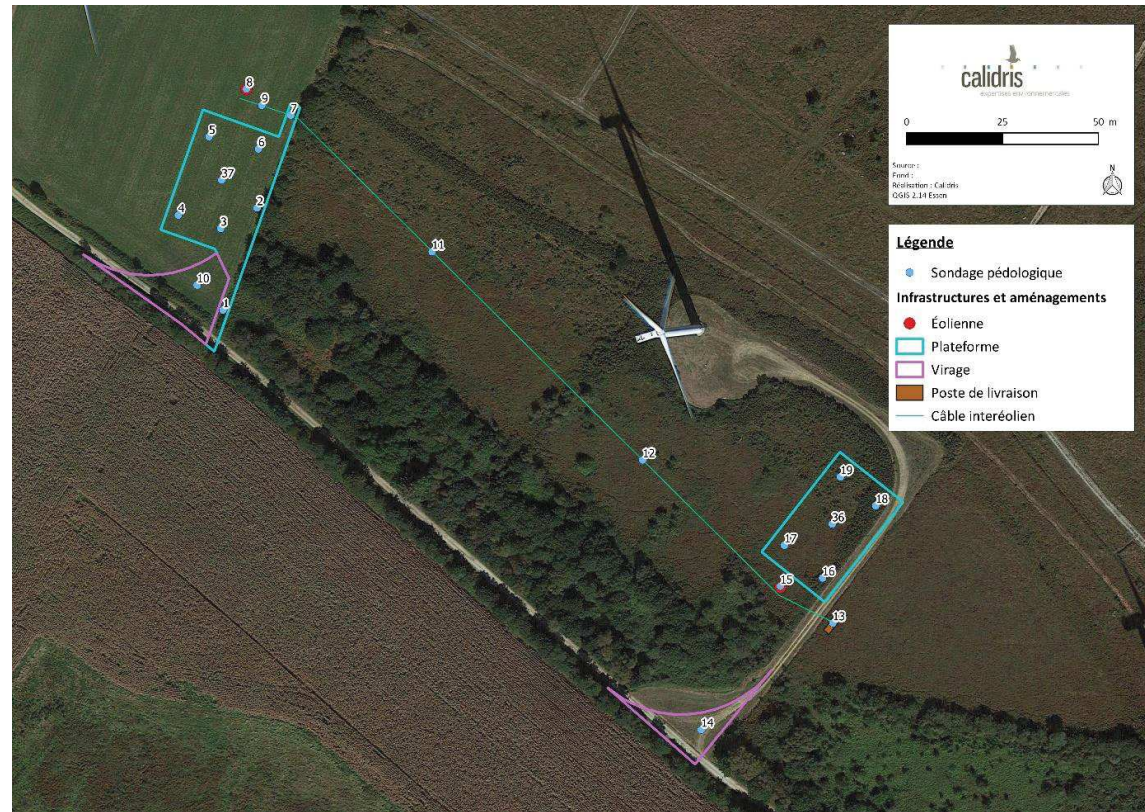 calidris
expertises environnementales
0 25 50 m
Source :
Fond :
Réalisation : Calidris
QGIS 2.14 Essen
N
Légende
Sondage pédologique
Infrastructures et aménagements
Éolienne
Plateforme
Virage
Poste de livraison
Câble interéolien
8
9
7
5
6
37
4
2
3
10
1
11
12
19
18
36
17
16
15
13
14